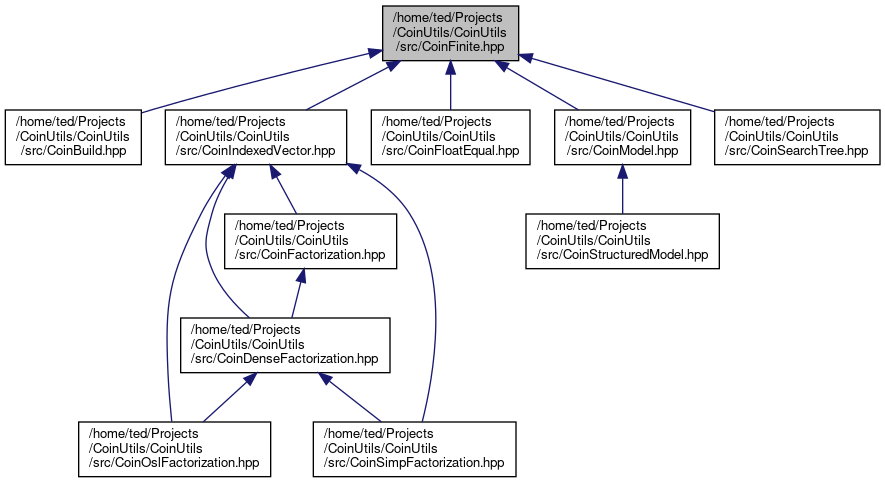 /home/ted/Projects
/CoinUtils/CoinUtils
/src/CoinFinite.hpp
/home/ted/Projects
/CoinUtils/CoinUtils
/src/CoinBuild.hpp
/home/ted/Projects
/CoinUtils/CoinUtils
/src/CoinIndexedVector.hpp
/home/ted/Projects
/CoinUtils/CoinUtils
/src/CoinFloatEqual.hpp
/home/ted/Projects
/CoinUtils/CoinUtils
/src/CoinModel.hpp
/home/ted/Projects
/CoinUtils/CoinUtils
/src/CoinSearchTree.hpp
/home/ted/Projects
/CoinUtils/CoinUtils
/src/CoinFactorization.hpp
/home/ted/Projects
/CoinUtils/CoinUtils
/src/CoinStructuredModel.hpp
/home/ted/Projects
/CoinUtils/CoinUtils
/src/CoinDenseFactorization.hpp
/home/ted/Projects
/CoinUtils/CoinUtils
/src/CoinOslFactorization.hpp
/home/ted/Projects
/CoinUtils/CoinUtils
/src/CoinSimpFactorization.hpp